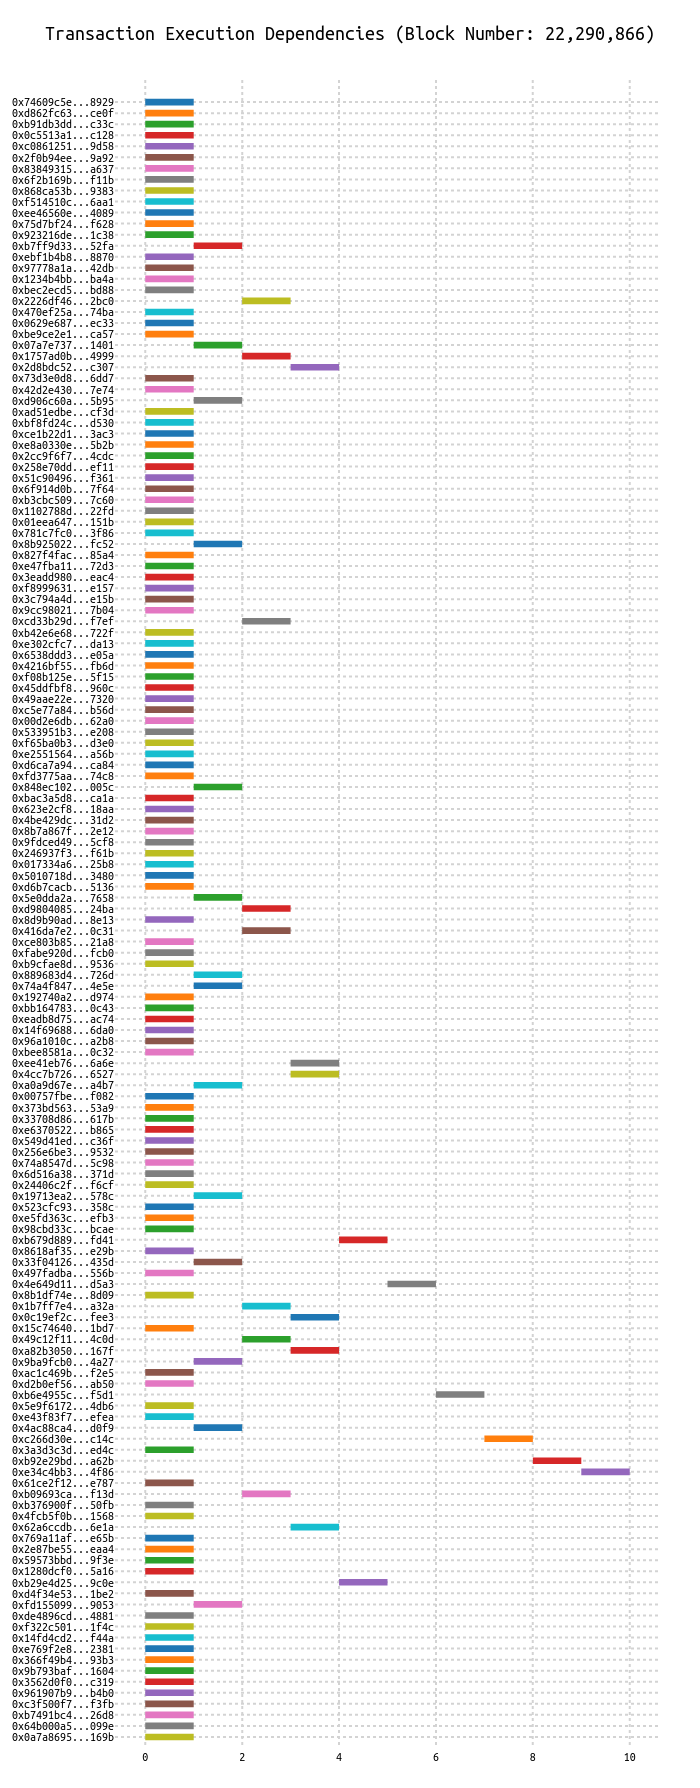 Transaction Execution Dependencies (Block Number: 22,290,866)
0x74609c5e...8929
0xd862fc63...ce0f
0xb91db3dd...c33c
0x0c5513a1...c128
0xc0861251...9d58
0x2f0b94ee...9a92
0x83849315...a637
0x6f2b169b...f11b
0x868ca53b...9383
0xf514510c...6aa1
0xee46560e...4089
0x75d7bf24...f628
0x923216de...1c38
0xb7ff9d33...52fa
0xebf1b4b8...8870
0x97778a1a...42db
0x1234b4bb...ba4a
0xbec2ecd5...bd88
0x2226df46...2bc0
0x470ef25a...74ba
0x0629e687...ec33
0xbe9ce2e1...ca57
0x07a7e737...1401
0x1757ad0b...4999
0x2d8bdc52...c307
0x73d3e0d8...6dd7
0x42d2e430...7e74
0xd906c60a...5b95
0xad51edbe...cf3d
0xbf8fd24c...d530
0xce1b22d1...3ac3
0xe8a0330e...5b2b
0x2cc9f6f7...4cdc
0x258e70dd...ef11
0x51c90496...f361
0x6f914d0b...7f64
0xb3cbc509...7c60
0x1102788d...22fd
0x01eea647...151b
0x781c7fc0...3f86
0x8b925022...fc52
0x827f4fac...85a4
0xe47fba11...72d3
0x3eadd980...eac4
0xf8999631...e157
0x3c794a4d...e15b
0x9cc98021...7b04
0xcd33b29d...f7ef
0xb42e6e68...722f
0xe302cfc7...da13
0x6538ddd3...e05a
0x4216bf55...fb6d
0xf08b125e...5f15
0x45ddfbf8...960c
0x49aae22e...7320
0xc5e77a84...b56d
0x00d2e6db...62a0
0x533951b3...e208
0xf65ba0b3...d3e0
0xe2551564...a56b
0xd6ca7a94...ca84
0xfd3775aa...74c8
0x848ec102...005c
0xbac3a5d8...ca1a
0x623e2cf8...18aa
0x4be429dc...31d2
0x8b7a867f...2e12
0x9fdced49...5cf8
0x246937f3...f61b
0x017334a6...25b8
0x5010718d...3480
0xd6b7cacb...5136
0x5e0dda2a...7658
0xd9804085...24ba
0x8d9b90ad...8e13
0x416da7e2...0c31
0xce803b85...21a8
0xfabe920d...fcb0
0xb9cfae8d...9536
0x889683d4...726d
0x74a4f847...4e5e
0x192740a2...d974
0xbb164783...0c43
0xeadb8d75...ac74
0x14f69688...6da0
0x96a1010c...a2b8
0xbee8581a...0c32
0xee41eb76...6a6e
0x4cc7b726...6527
0xa0a9d67e...a4b7
0x00757fbe...f082
0x373bd563...53a9
0x33708d86...617b
0xe6370522...b865
0x549d41ed...c36f
0x256e6be3...9532
0x74a8547d...5c98
0x6d516a38...371d
0x24406c2f...f6cf
0x19713ea2...578c
0x523cfc93...358c
0xe5fd363c...efb3
0x98cbd33c...bcae
0xb679d889...fd41
0x8618af35...e29b
0x33f04126...435d
0x497fadba...556b
0x4e649d11...d5a3
0x8b1df74e...8d09
0x1b7ff7e4...a32a
0x0c19ef2c...fee3
0x15c74640...1bd7
0x49c12f11...4c0d
0xa82b3050...167f
0x9ba9fcb0...4a27
0xac1c469b...f2e5
0xd2b0ef56...ab50
0xb6e4955c...f5d1
0x5e9f6172...4db6
0xe43f83f7...efea
0x4ac88ca4...d0f9
0xc266d30e...c14c
0x3a3d3c3d...ed4c
0xb92e29bd...a62b
0xe34c4bb3...4f86
0x61ce2f12...e787
0xb09693ca...f13d
0xb376900f...50fb
0x4fcb5f0b...1568
0x62a6ccdb...6e1a
0x769a11af...e65b
0x2e87be55...eaa4
0x59573bbd...9f3e
0x1280dcf0...5a16
0xb29e4d25...9c0e
0xd4f34e53...1be2
0xfd155099...9053
0xde4896cd...4881
0xf322c501...1f4c
0x14fd4cd2...f44a
0xe769f2e8...2381
0x366f49b4...93b3
0x9b793baf...1604
0x3562d0f0...c319
0x961907b9...b4b0
0xc3f500f7...f3fb
0xb7491bc4...26d8
0x64b000a5...099e
0x0a7a8695...169b
0 2 4 6 8 10